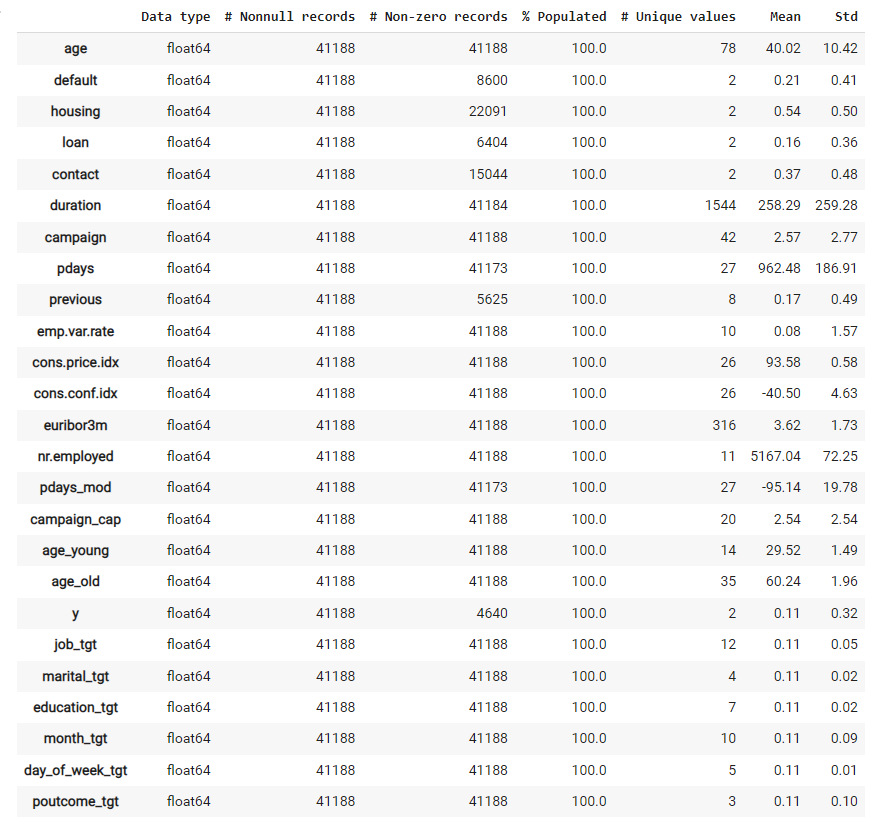 Data type # Nonnull records # Non-zero records % Populated # Unique values Mean Std
age float64 41188 41188 100.0 78 40.02 10.42
default float64 41188 8600 100.0 2 0.21 0.41
housing float64 41188 22091 100.0 2 0.54 0.50
loan float64 41188 6404 100.0 2 0.16 0.36
contact float64 41188 15044 100.0 2 0.37 0.48
duration float64 41188 41184 100.0 1544 258.29 259.28
campaign float64 41188 41188 100.0 42 2.57 2.77
pdays float64 41188 41173 100.0 27 962.48 186.91
previous float64 41188 5625 100.0 8 0.17 0.49
emp.var.rate float64 41188 41188 100.0 10 0.08 1.57
cons.price.idx float64 41188 41188 100.0 26 93.58 0.58
cons.conf.idx float64 41188 41188 100.0 26 -40.50 4.63
euribor3m float64 41188 41188 100.0 316 3.62 1.73
nr.employed float64 41188 41188 100.0 11 5167.04 72.25
pdays_mod float64 41188 41173 100.0 27 -95.14 19.78
campaign_cap float64 41188 41188 100.0 20 2.54 2.54
age_young float64 41188 41188 100.0 14 29.52 1.49
age_old float64 41188 41188 100.0 35 60.24 1.96
y float64 41188 4640 100.0 2 0.11 0.32
job_tgt float64 41188 41188 100.0 12 0.11 0.05
marital_tgt float64 41188 41188 100.0 4 0.11 0.02
education_tgt float64 41188 41188 100.0 7 0.11 0.02
month_tgt float64 41188 41188 100.0 10 0.11 0.09
day_of_week_tgt float64 41188 41188 100.0 5 0.11 0.01
poutcome_tgt float64 41188 41188 100.0 3 0.11 0.10